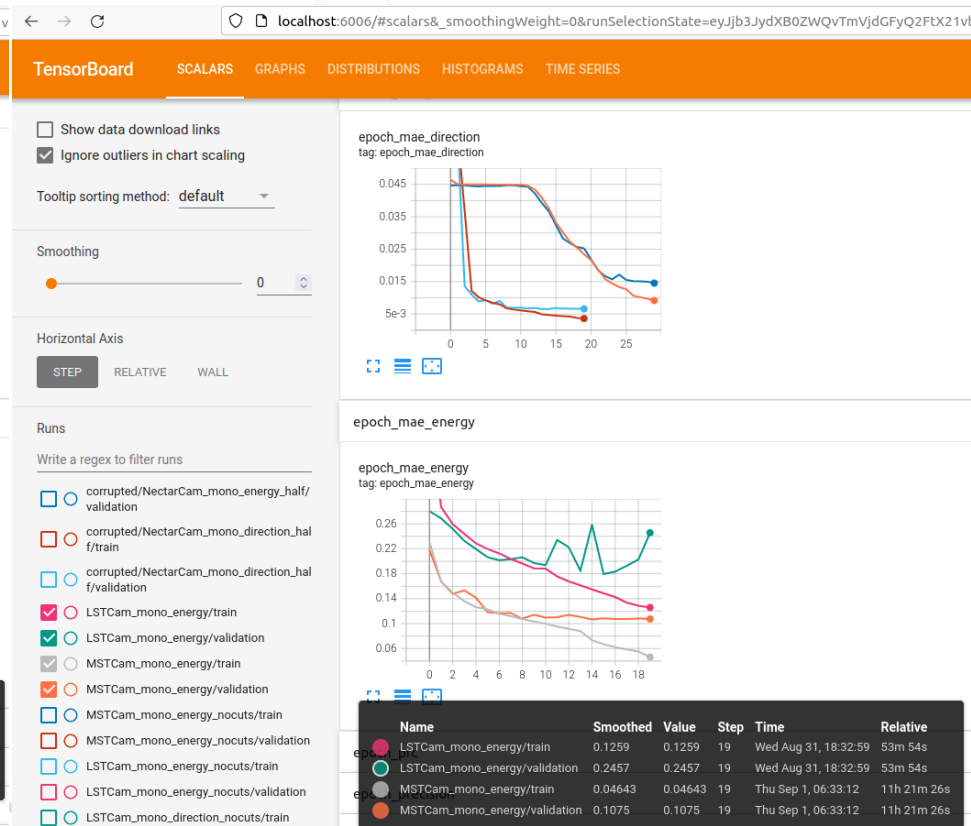 localhost:6006/#scalars&_smoothingWeight=0&runSelectionState=eyJjb3JydXB0ZWQvTmVjdGFyQ2FtX21vb
TensorBoard SCALARS GRAPHS DISTRIBUTIONS HISTOGRAMS TIME SERIES
Show data download links
Ignore outliers in chart scaling
Tooltip sorting method: default
Smoothing
0
Horizontal Axis
STEP RELATIVE WALL
Runs
Write a regex to filter runs
corrupted/NectarCam_mono_energy_half/
validation
corrupted/NectarCam_mono_direction_hal
f/train
corrupted/NectarCam_mono_direction_hal
f/validation
LSTCam_mono_energy/train
LSTCam_mono_energy/validation
MSTCam_mono_energy/train
MSTCam_mono_energy/validation
MSTCam_mono_energy_nocuts/train
MSTCam_mono_energy_nocuts/validation
LSTCam_mono_energy_nocuts/train
LSTCam_mono_energy_nocuts/validation
LSTCam_mono_direction_nocuts/train
epoch_mae_direction
tag: epoch_mae_direction
0.045
0.035
0.025
0.015
5e-3
0 5 10 15 20 25
epoch_mae_energy
epoch_mae_energy
tag: epoch_mae_energy
0.26
0.22
0.18
0.14
0.1
0.06
0 2 4 6 8 10 12 14 16 18
Name Smoothed Value Step Time Relative
LSTCam_mono_energy/train 0.1259 0.1259 19 Wed Aug 31, 18:32:59 53m 54s
LSTCam_mono_energy/validation 0.2457 0.2457 19 Wed Aug 31, 18:32:59 53m 54s
MSTCam_mono_energy/train 0.04643 0.04643 19 Thu Sep 1, 06:33:12 11h 21m 26s
MSTCam_mono_energy/validation 0.1075 0.1075 19 Thu Sep 1, 06:33:12 11h 21m 26s